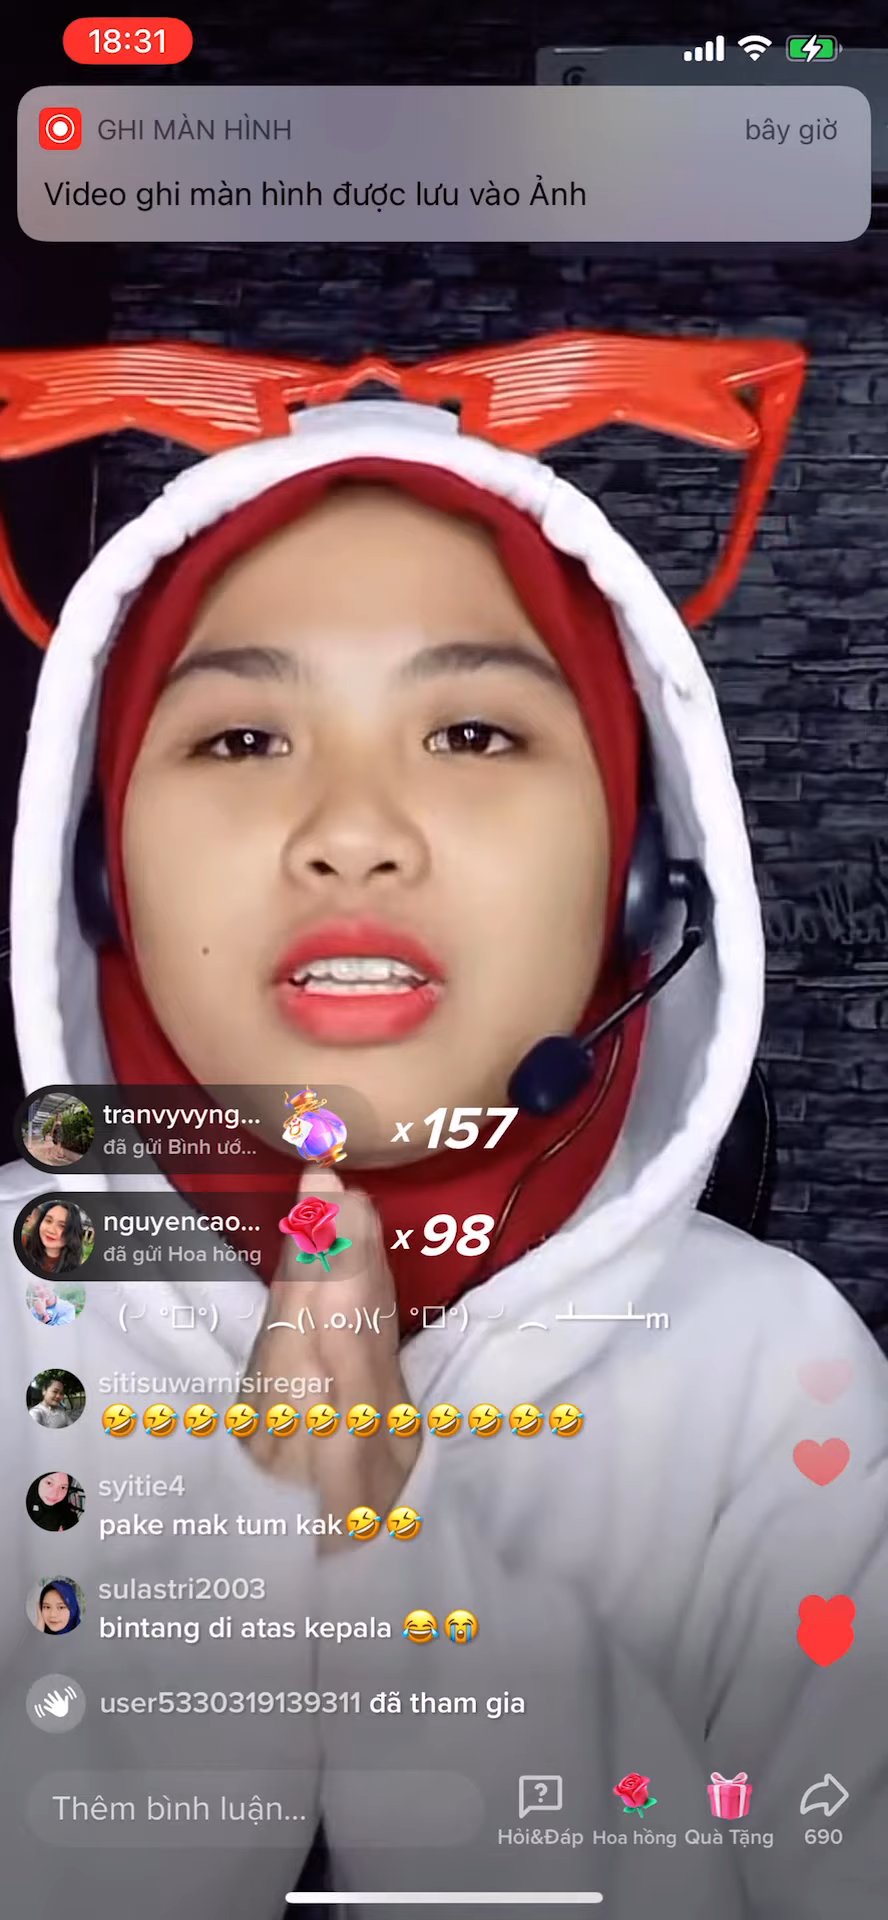 18:31
GHI MÀN HÌNH
bây giờ
Video ghi màn hình được lưu vào Ảnh
tranvyvyng...
đã gửi Bình ướ...
x 157
nguyencao...
đã gửi Hoa hồng
x 98
(╯°□°)╯︵(\ .o.)\(╯°□°)╯︵┻━┻m
sitisuwarnisiregar
🤣🤣🤣🤣🤣🤣🤣🤣🤣🤣🤣🤣
syitie4
pake mak tum kak🤣🤣
sulastri2003
bintang di atas kepala 😂😭
user5330319139311 đã tham gia
Thêm bình luận...
Hỏi&Đáp
Hoa hồng
Quà Tặng
690